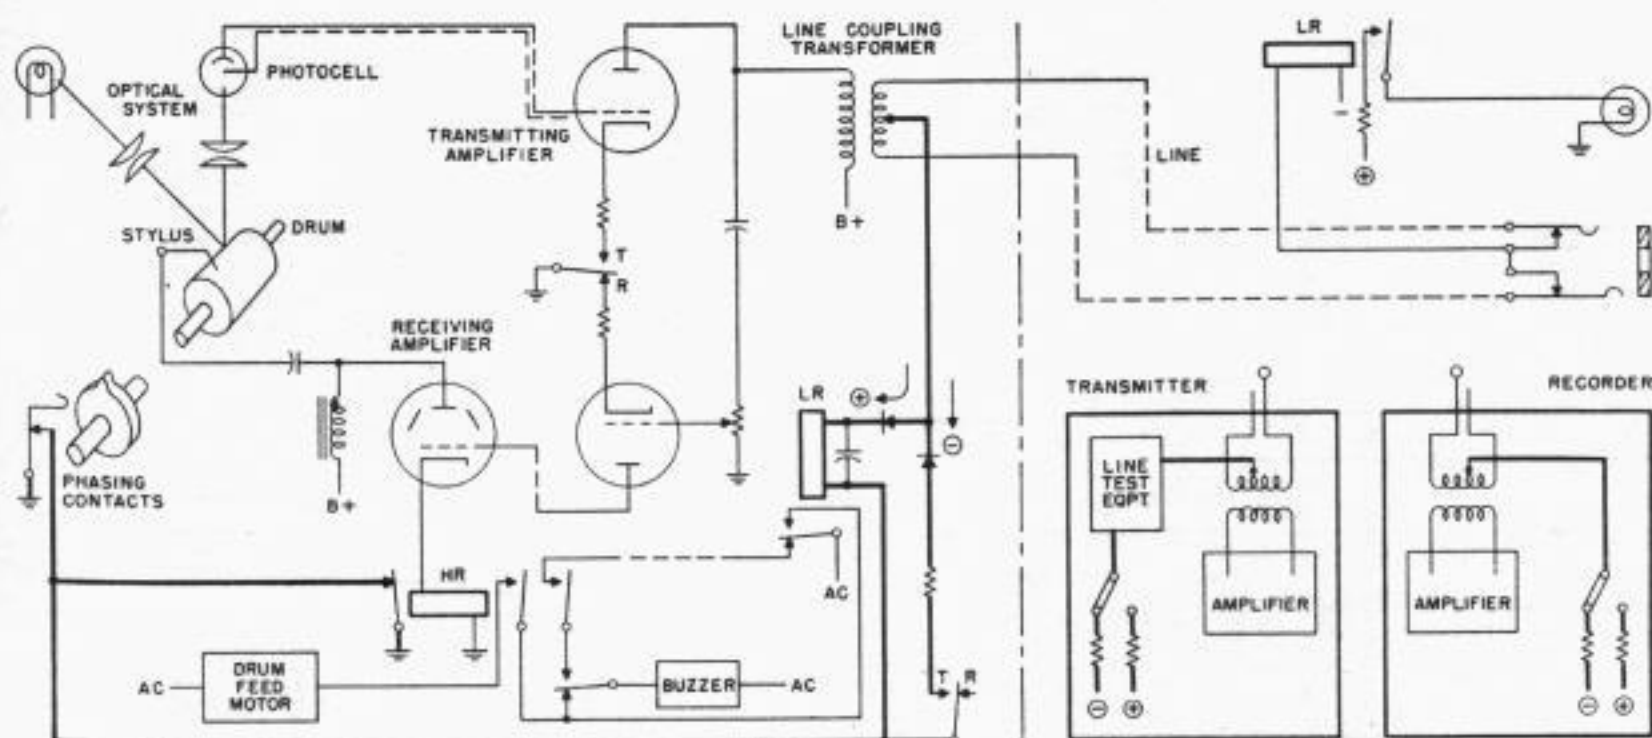 LINE COUPLING
TRANSFORMER
LR
PHOTOCELL
OPTICAL
SYSTEM
TRANSMITTING
AMPLIFIER
LINE
B+
STYLUS
DRUM
T
R
RECEIVING
AMPLIFIER
LR
TRANSMITTER
RECORDER
PHASING
CONTACTS
B+
LINE
TEST
EQPT
HR
AC
AMPLIFIER
AMPLIFIER
AC
DRUM
FEED
MOTOR
BUZZER
AC
T R